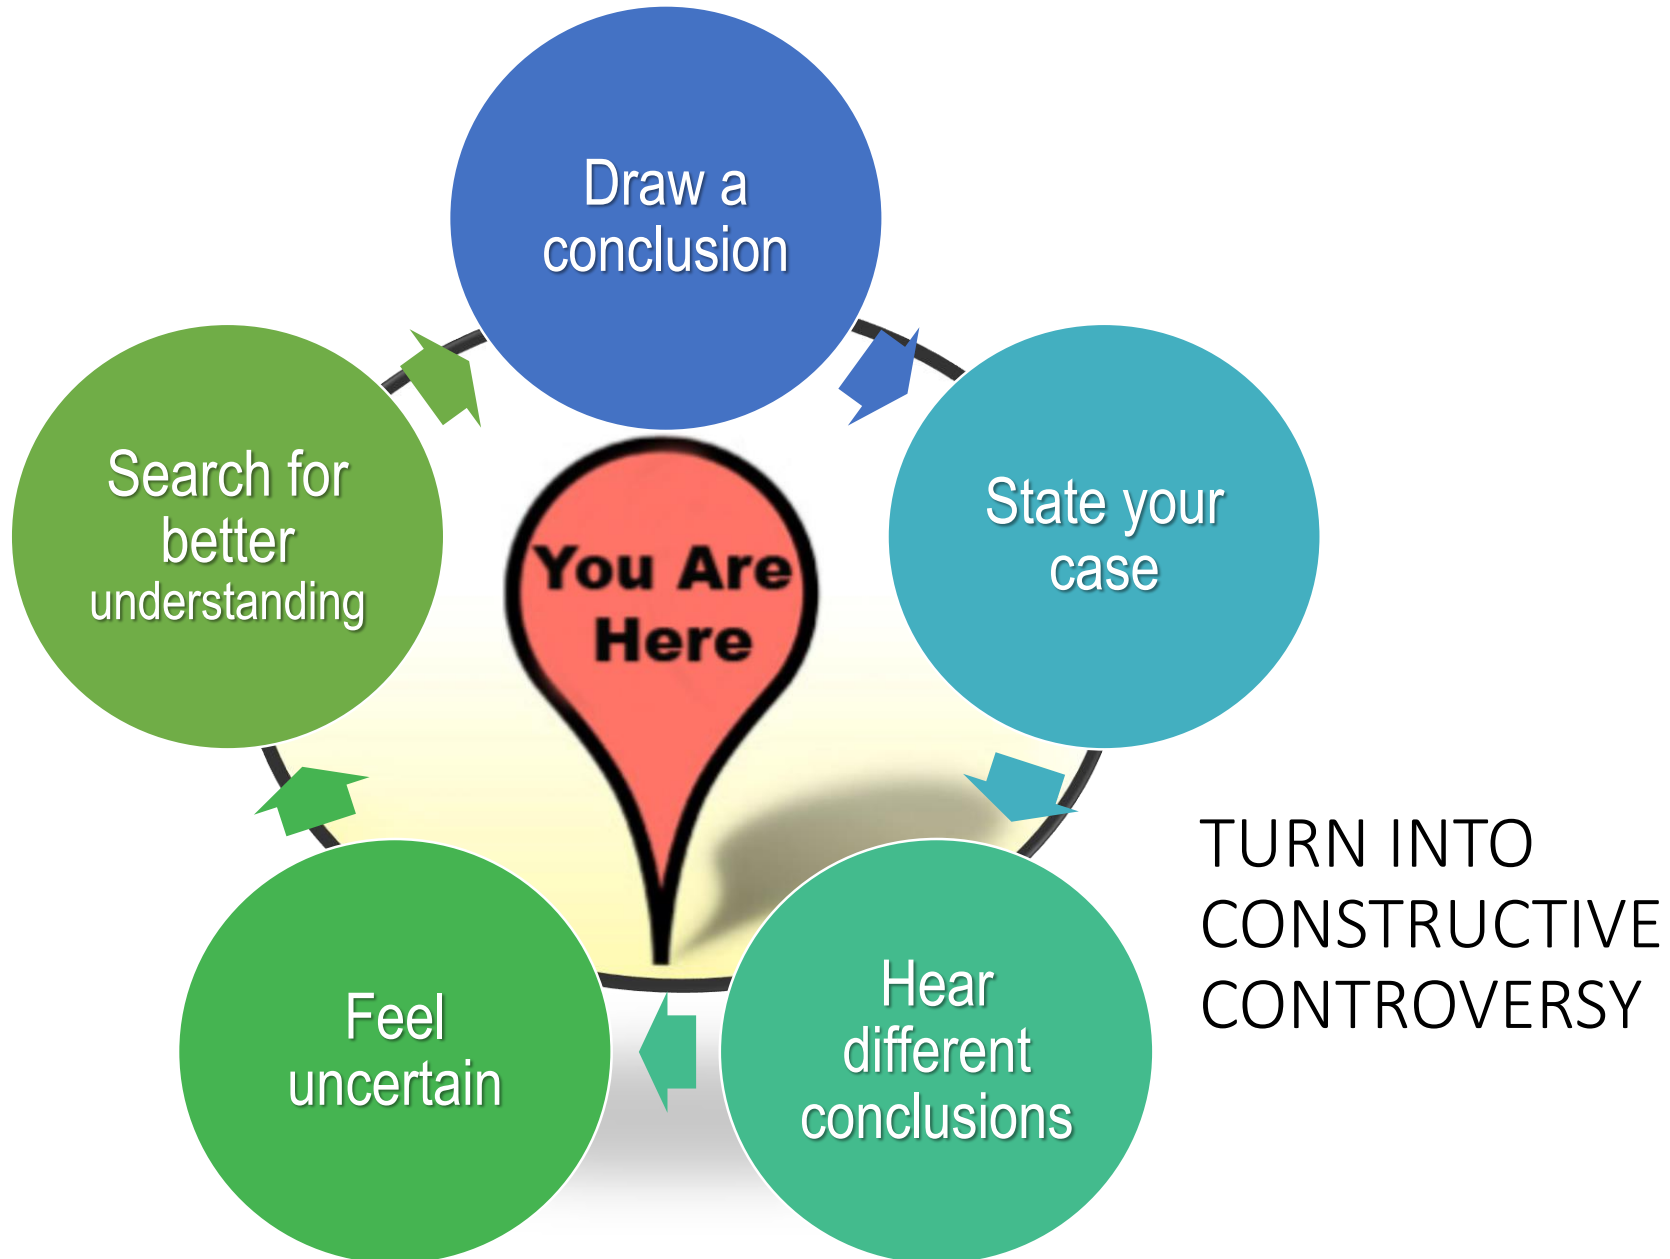 Draw a
conclusion
State your
case
Hear
different
conclusions
Feel
uncertain
Search for
better
understanding
You Are
Here
TURN INTO
CONSTRUCTIVE
CONTROVERSY